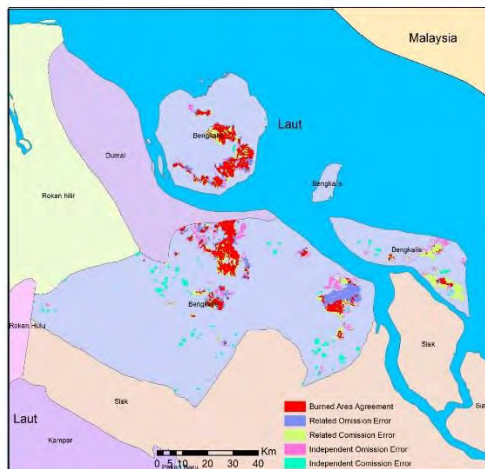 Malaysia
Laut
Bengkalis
Dumai
Bengkalis
Rokan hilir
Bengkalis
Bengkalis
Rokan Hulu
Siak
Siak
Laut
Kampar
Burned Area Agreement
Related Omission Error
Related Comission Error
Independent Omission Error
Independent Comission Error
0 5 10 20 30 40
Km